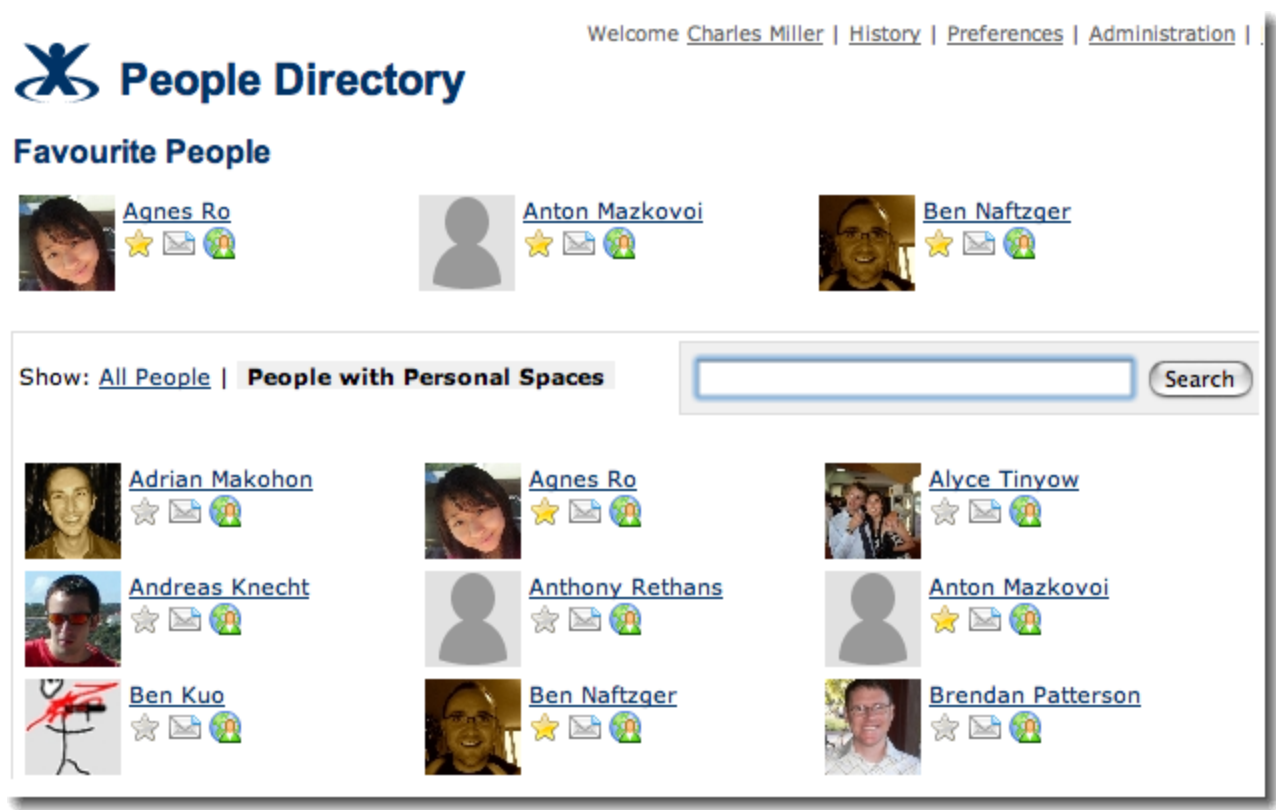 Welcome Charles Miller | History | Preferences | Administration |
People Directory
Favourite People
Agnes Ro
Anton Mazkovoi
Ben Naftzger
Show: All People | People with Personal Spaces
Search
Adrian Makohon
Agnes Ro
Alyce Tinyow
Andreas Knecht
Anthony Rethans
Anton Mazkovoi
Ben Kuo
Ben Naftzger
Brendan Patterson